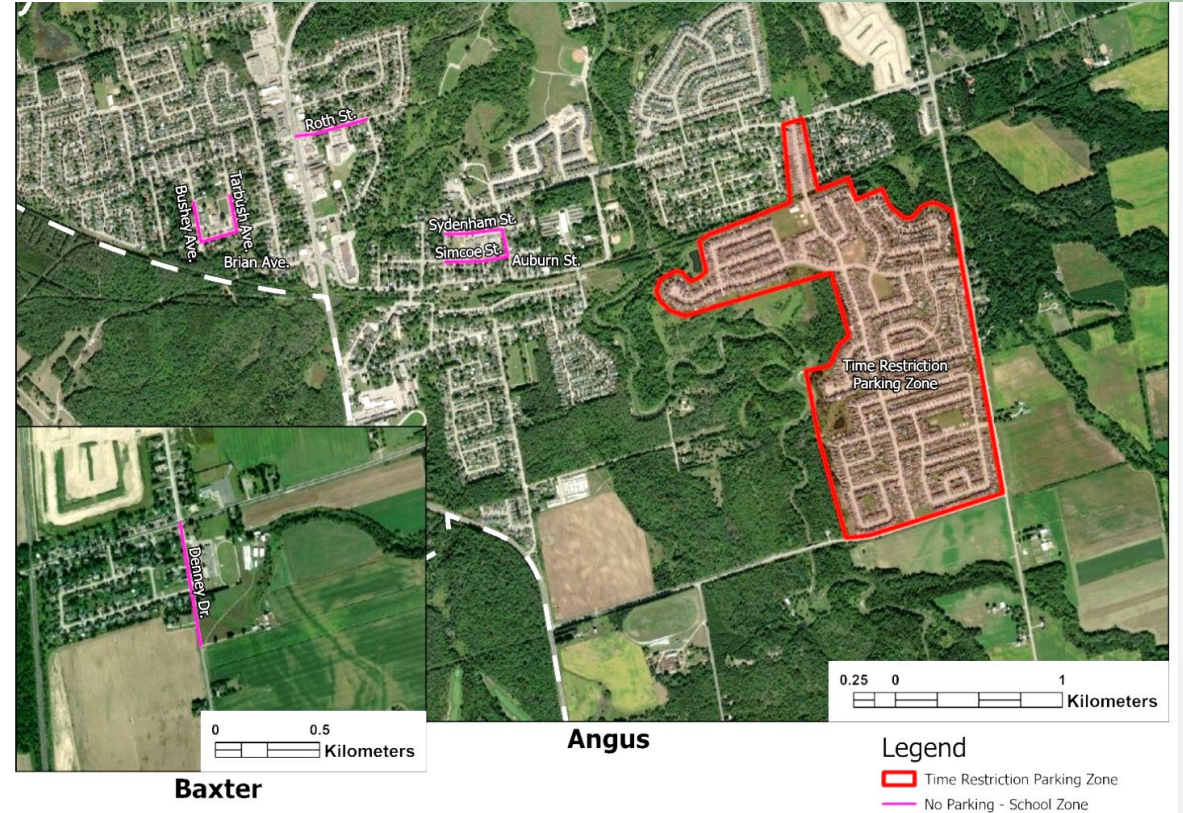 Roth St.
Bushey Ave.
Tarbush Ave.
Brian Ave.
Sydenham St.
Simcoe St.
Auburn St.
Time Restriction
Parking Zone
Denney Dr.
0 0.5
Kilometers
Baxter
0.25 0 1
Kilometers
Angus
Legend
Time Restriction Parking Zone
No Parking - School Zone